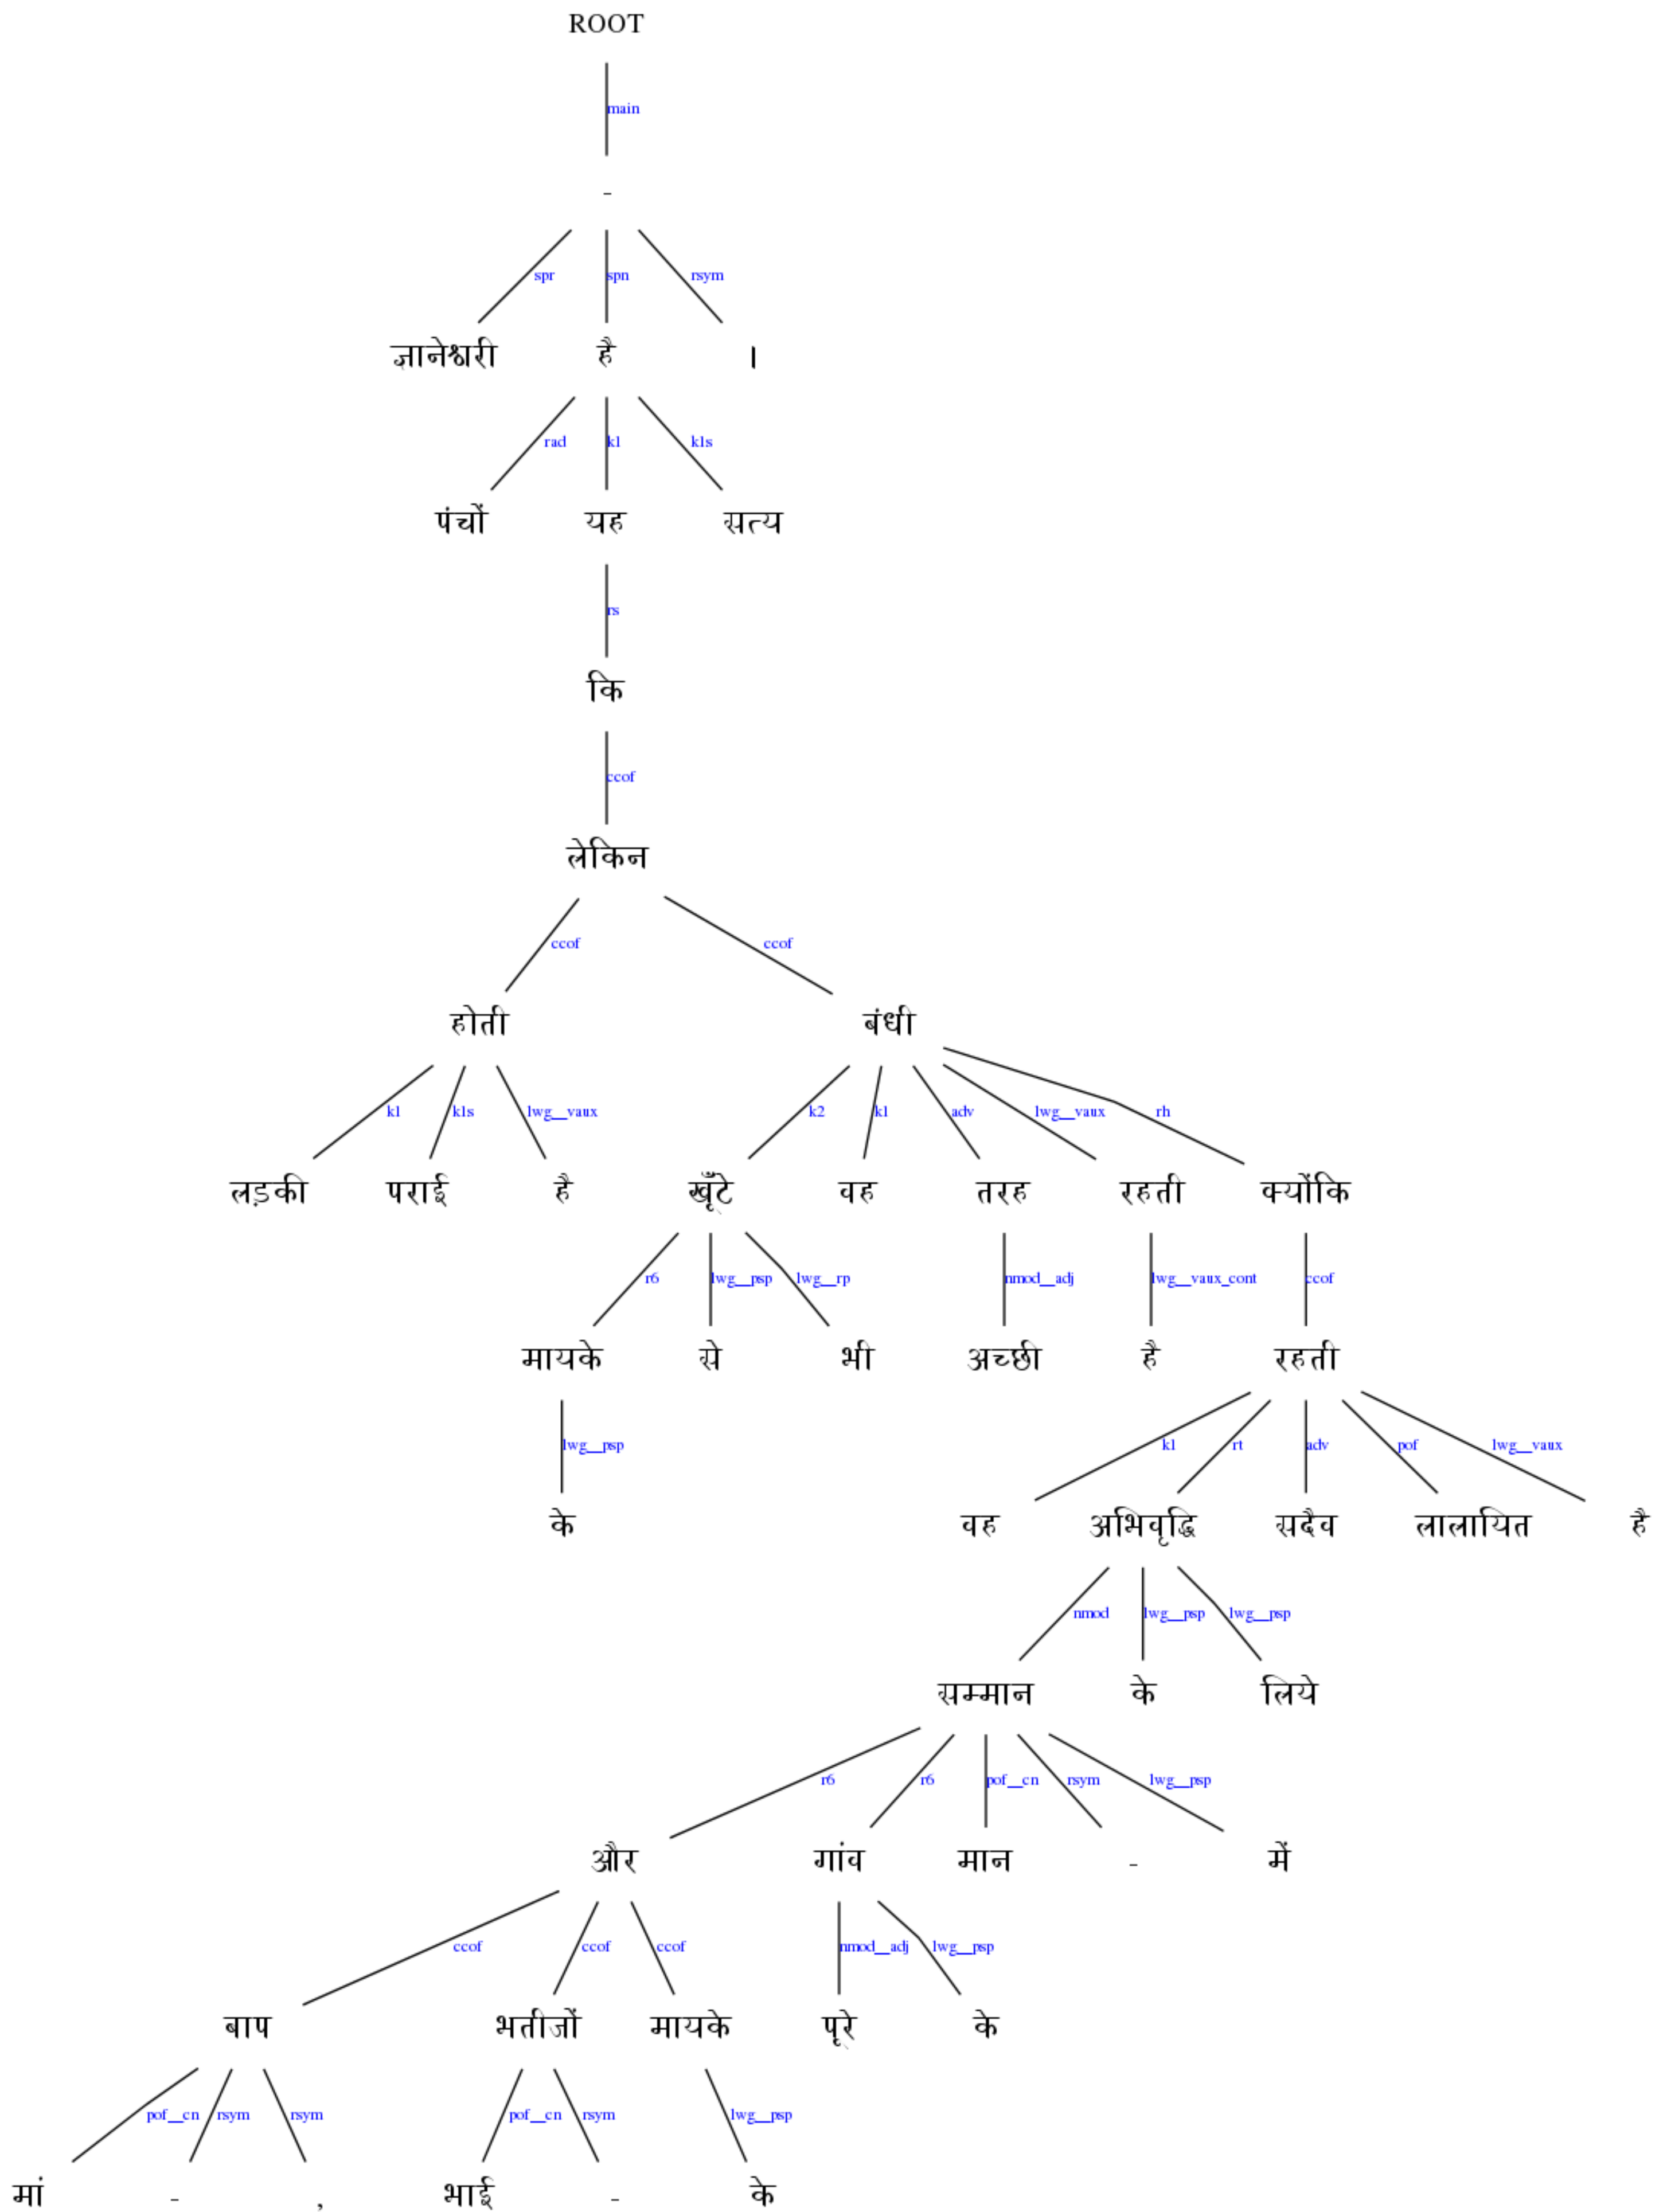 ROOT
main
-
spr spn rsym
ज्ञानेश्वरी है ।
rad k1 k1s
पंचों यह सत्य
rs
कि
ccof
लेकिन
ccof ccof
होती बंधी
k1 k1s lwg__vaux k2 k1 adv lwg__vaux rh
लड़की पराई है खूँटे वह तरह रहती क्योंकि
r6 lwg__psp lwg__rp nmod__adj lwg__vaux_cont ccof
मायके से भी अच्छी है रहती
lwg__psp k1 rt adv pof lwg__vaux
के वह अभिवृद्धि सदैव लालायित है
nmod lwg__psp lwg__psp
सम्मान के लिये
r6 r6 pof__cn rsym lwg__psp
और गांव मान - में
ccof ccof ccof nmod__adj lwg__psp
बाप भतीजों मायके पूरे के
pof__cn rsym rsym pof__cn rsym lwg__psp
मां - , भाई - के